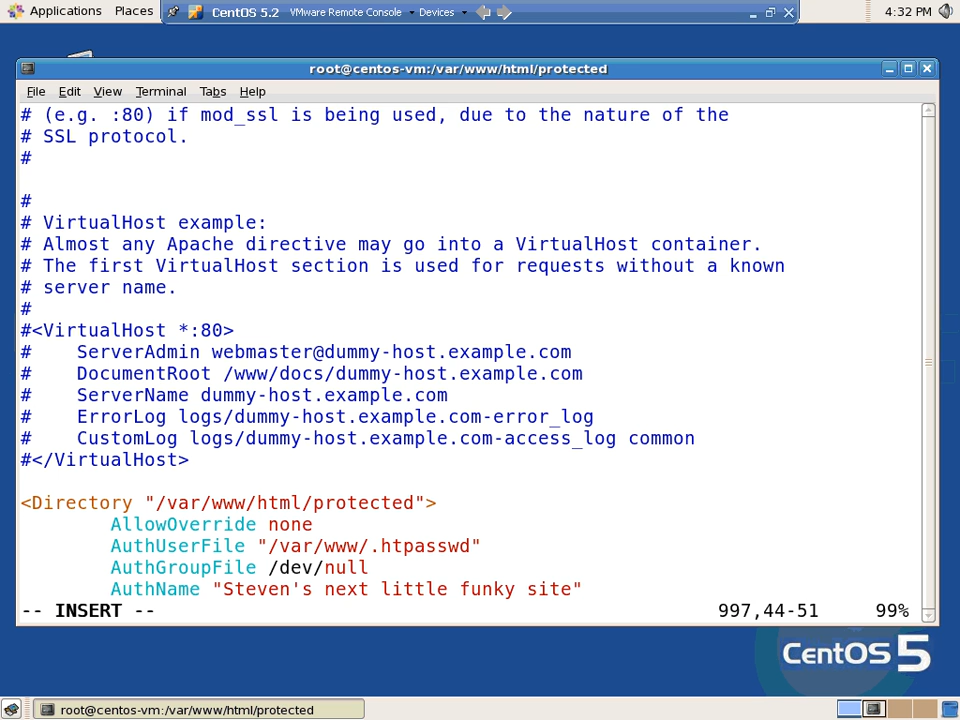 Applications Places CentOS 5.2 VMware Remote Console Devices 4:32 PM
root@centos-vm:/var/www/html/protected
File Edit View Terminal Tabs Help
# (e.g. :80) if mod_ssl is being used, due to the nature of the
# SSL protocol.
#
#
# VirtualHost example:
# Almost any Apache directive may go into a VirtualHost container.
# The first VirtualHost section is used for requests without a known
# server name.
#
#<VirtualHost *:80>
#    ServerAdmin webmaster@dummy-host.example.com
#    DocumentRoot /www/docs/dummy-host.example.com
#    ServerName dummy-host.example.com
#    ErrorLog logs/dummy-host.example.com-error_log
#    CustomLog logs/dummy-host.example.com-access_log common
#</VirtualHost>
<Directory "/var/www/html/protected">
        AllowOverride none
        AuthUserFile "/var/www/.htpasswd"
        AuthGroupFile /dev/null
        AuthName "Steven's next little funky site"
-- INSERT -- 997,44-51 99%
CentOS 5
root@centos-vm:/var/www/html/protected